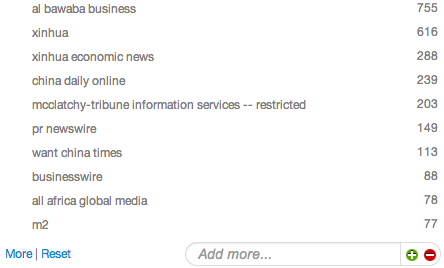 al bawaba business 755
xinhua 616
xinhua economic news 288
china daily online 239
mcclatchy-tribune information services -- restricted 203
pr newswire 149
want china times 113
businesswire 88
all africa global media 78
m2 77
More | Reset Add more...